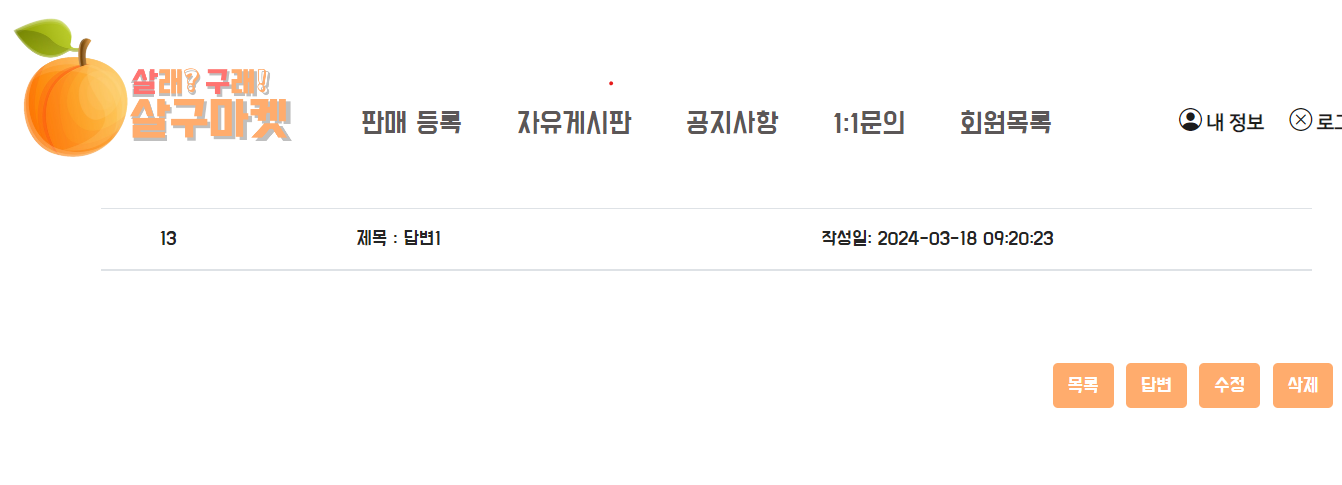 살래? 구래!!
살구마켓
판매 등록 자유게시판 공지사항 1:1문의 회원목록 내 정보 로그
13 제목 : 답변1 작성일: 2024-03-18 09:20:23
목록 답변 수정 삭제